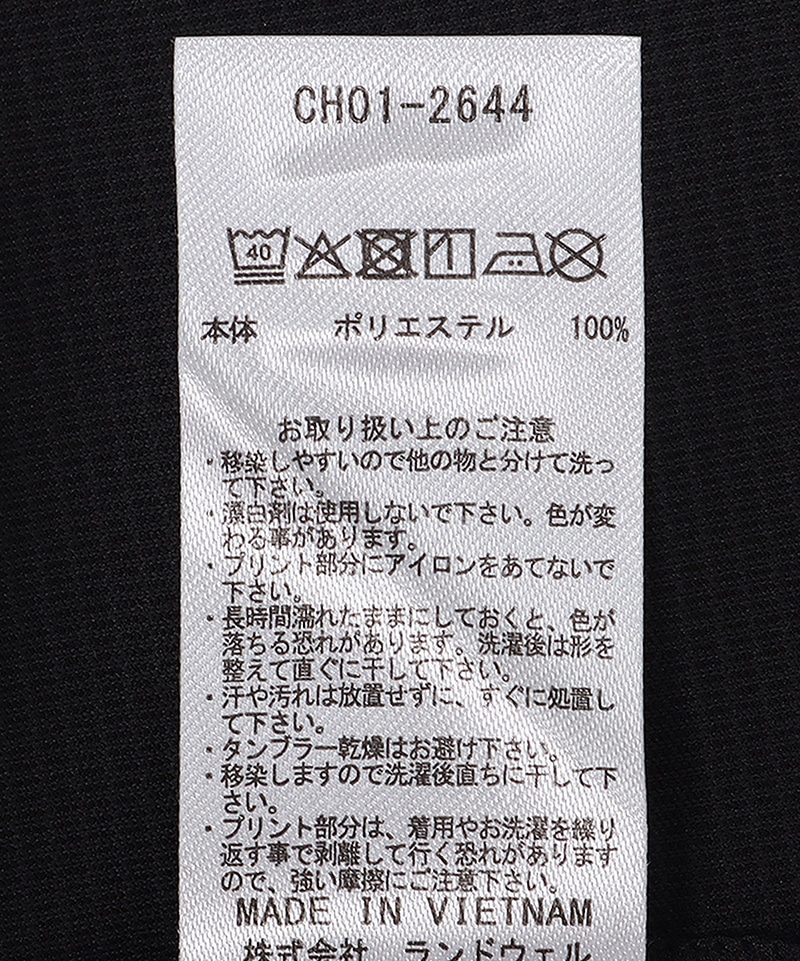 CH01-2644
40
本体 ポリエステル 100%
お取り扱い上のご注意
・移染しやすいので他の物と分けて洗っ
て下さい。
・漂白剤は使用しないで下さい。色が変
わる事があります。
・プリント部分にアイロンをあてないで
下さい。
・長時間濡れたままにしておくと、色が
落ちる恐れがあります。洗濯後は形を
整えて直ぐに干して下さい。
・汗や汚れは放置せずに、すぐに処置し
て下さい。
・タンブラー乾燥はお避け下さい。
・移染しますので洗濯後直ちに干して下
さい。
・プリント部分は、着用やお洗濯を繰り
返す事で剥離して行く恐れがあります
ので、強い摩擦にご注意下さい。
MADE IN VIETNAM
株式会社 ランドウェル